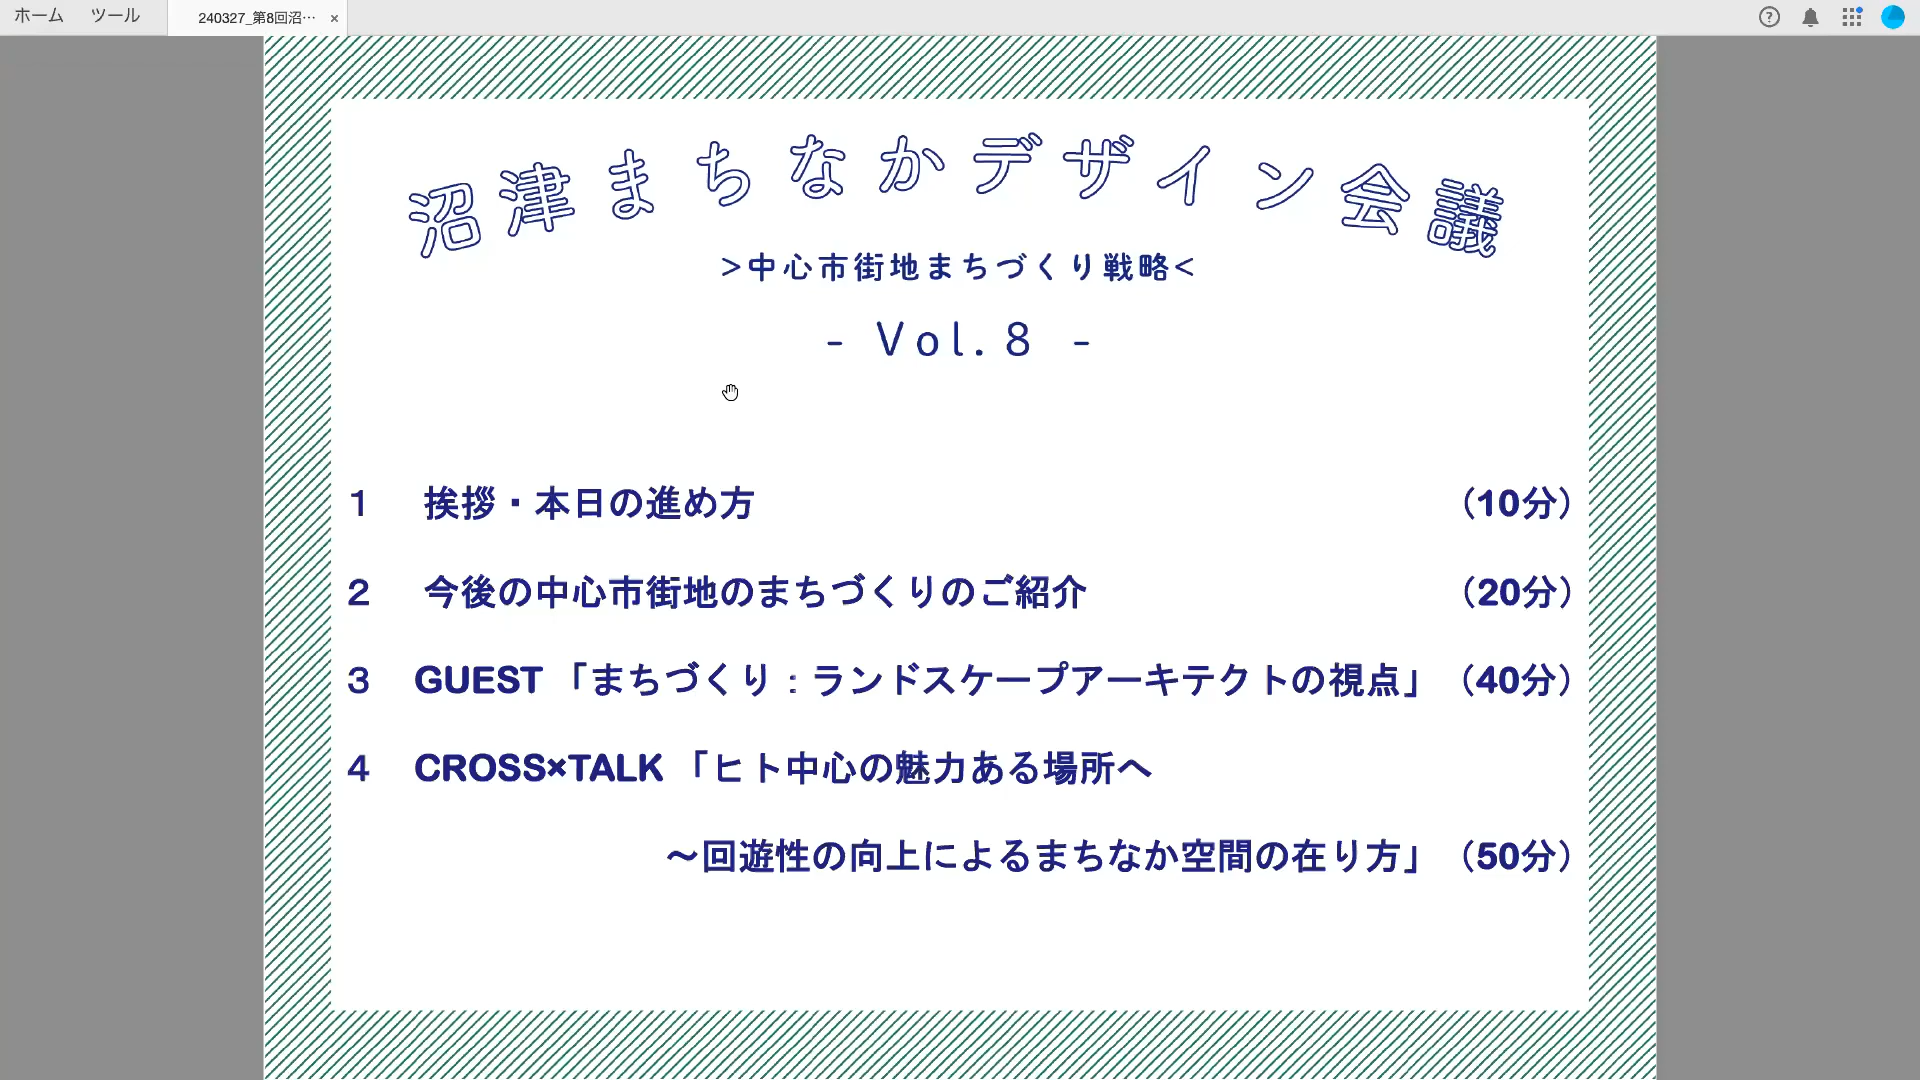 ホーム ツール 240327_第8回沼… ×
沼津まちなかデザイン会議
>中心市街地まちづくり戦略<
- Vol.8 -
1 挨拶・本日の進め方 （10分）
2 今後の中心市街地のまちづくりのご紹介 （20分）
3 GUEST 「まちづくり：ランドスケープアーキテクトの視点」 （40分）
4 CROSS×TALK 「ヒト中心の魅力ある場所へ
～回遊性の向上によるまちなか空間の在り方」 （50分）